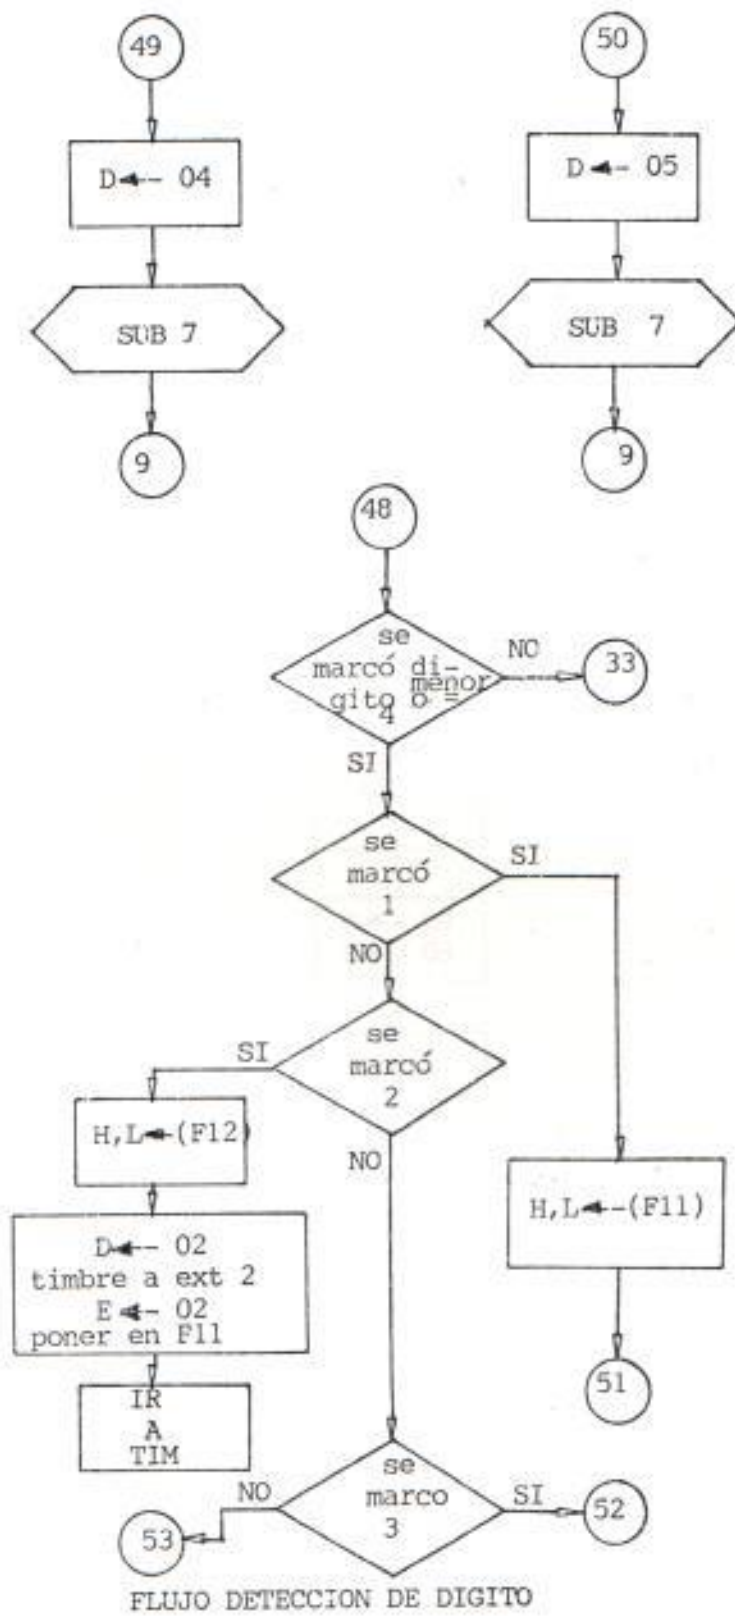 49
D ← 04
SUB 7
9
50
D ← 05
SUB 7
9
48
se
marcó di-
menor
gito o =
4
NO
33
SI
se
marcó
1
SI
NO
se
marcó
2
SI
NO
H,L←(F12)
D← 02
timbre a ext 2
E ← 02
poner en F11
IR
A
TIM
H,L←(F11)
51
se
marco
3
NO
SI
53
52
FLUJO DETECCION DE DIGITO